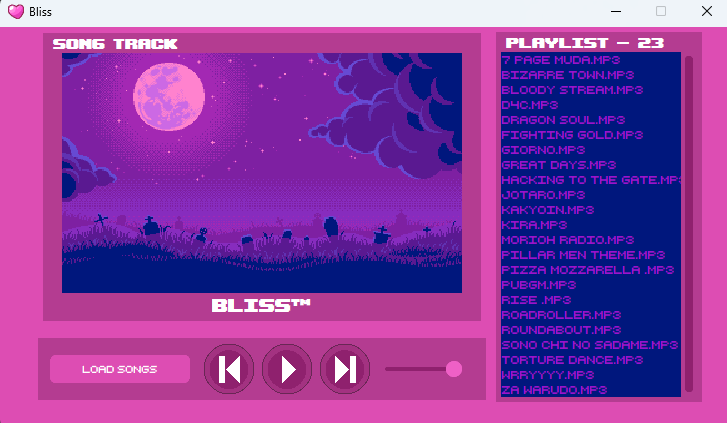 Bliss
SONG TRACK
BLISS™
LOAD SONGS
PLAYLIST - 23
7 PAGE MUDA.MP3
BIZARRE TOWN.MP3
BLOODY STREAM.MP3
D4C.MP3
DRAGON SOUL.MP3
FIGHTING GOLD.MP3
GIORNO.MP3
GREAT DAYS.MP3
HACKING TO THE GATE.MP3
JOTARO.MP3
KAKYOIN.MP3
KIRA.MP3
MORIOH RADIO.MP3
PILLAR MEN THEME.MP3
PIZZA MOZZARELLA .MP3
PUBGM.MP3
RISE .MP3
ROADROLLER.MP3
ROUNDABOUT.MP3
SONO CHI NO SADAME.MP3
TORTURE DANCE.MP3
WRRYYYY.MP3
ZA WARUDO.MP3